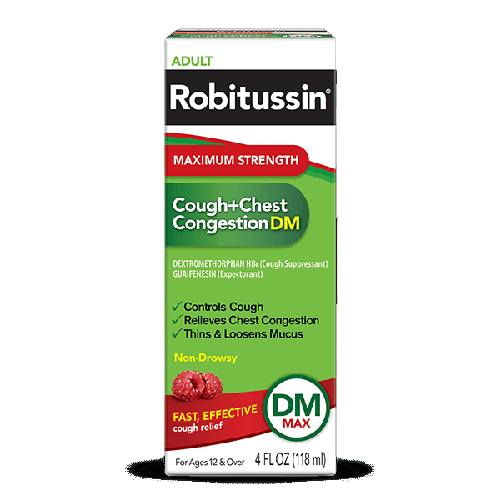 ADULT
Robitussin®
MAXIMUM STRENGTH
Cough+Chest
Congestion DM
DEXTROMETHORPHAN HBr (Cough Suppressant)
GUAIFENESIN (Expectorant)
✓Controls Cough
✓Relieves Chest Congestion
✓Thins & Loosens Mucus
Non-Drowsy
FAST, EFFECTIVE
cough relief
DM
MAX
For Ages 12 & Over 4 FL OZ (118 ml)